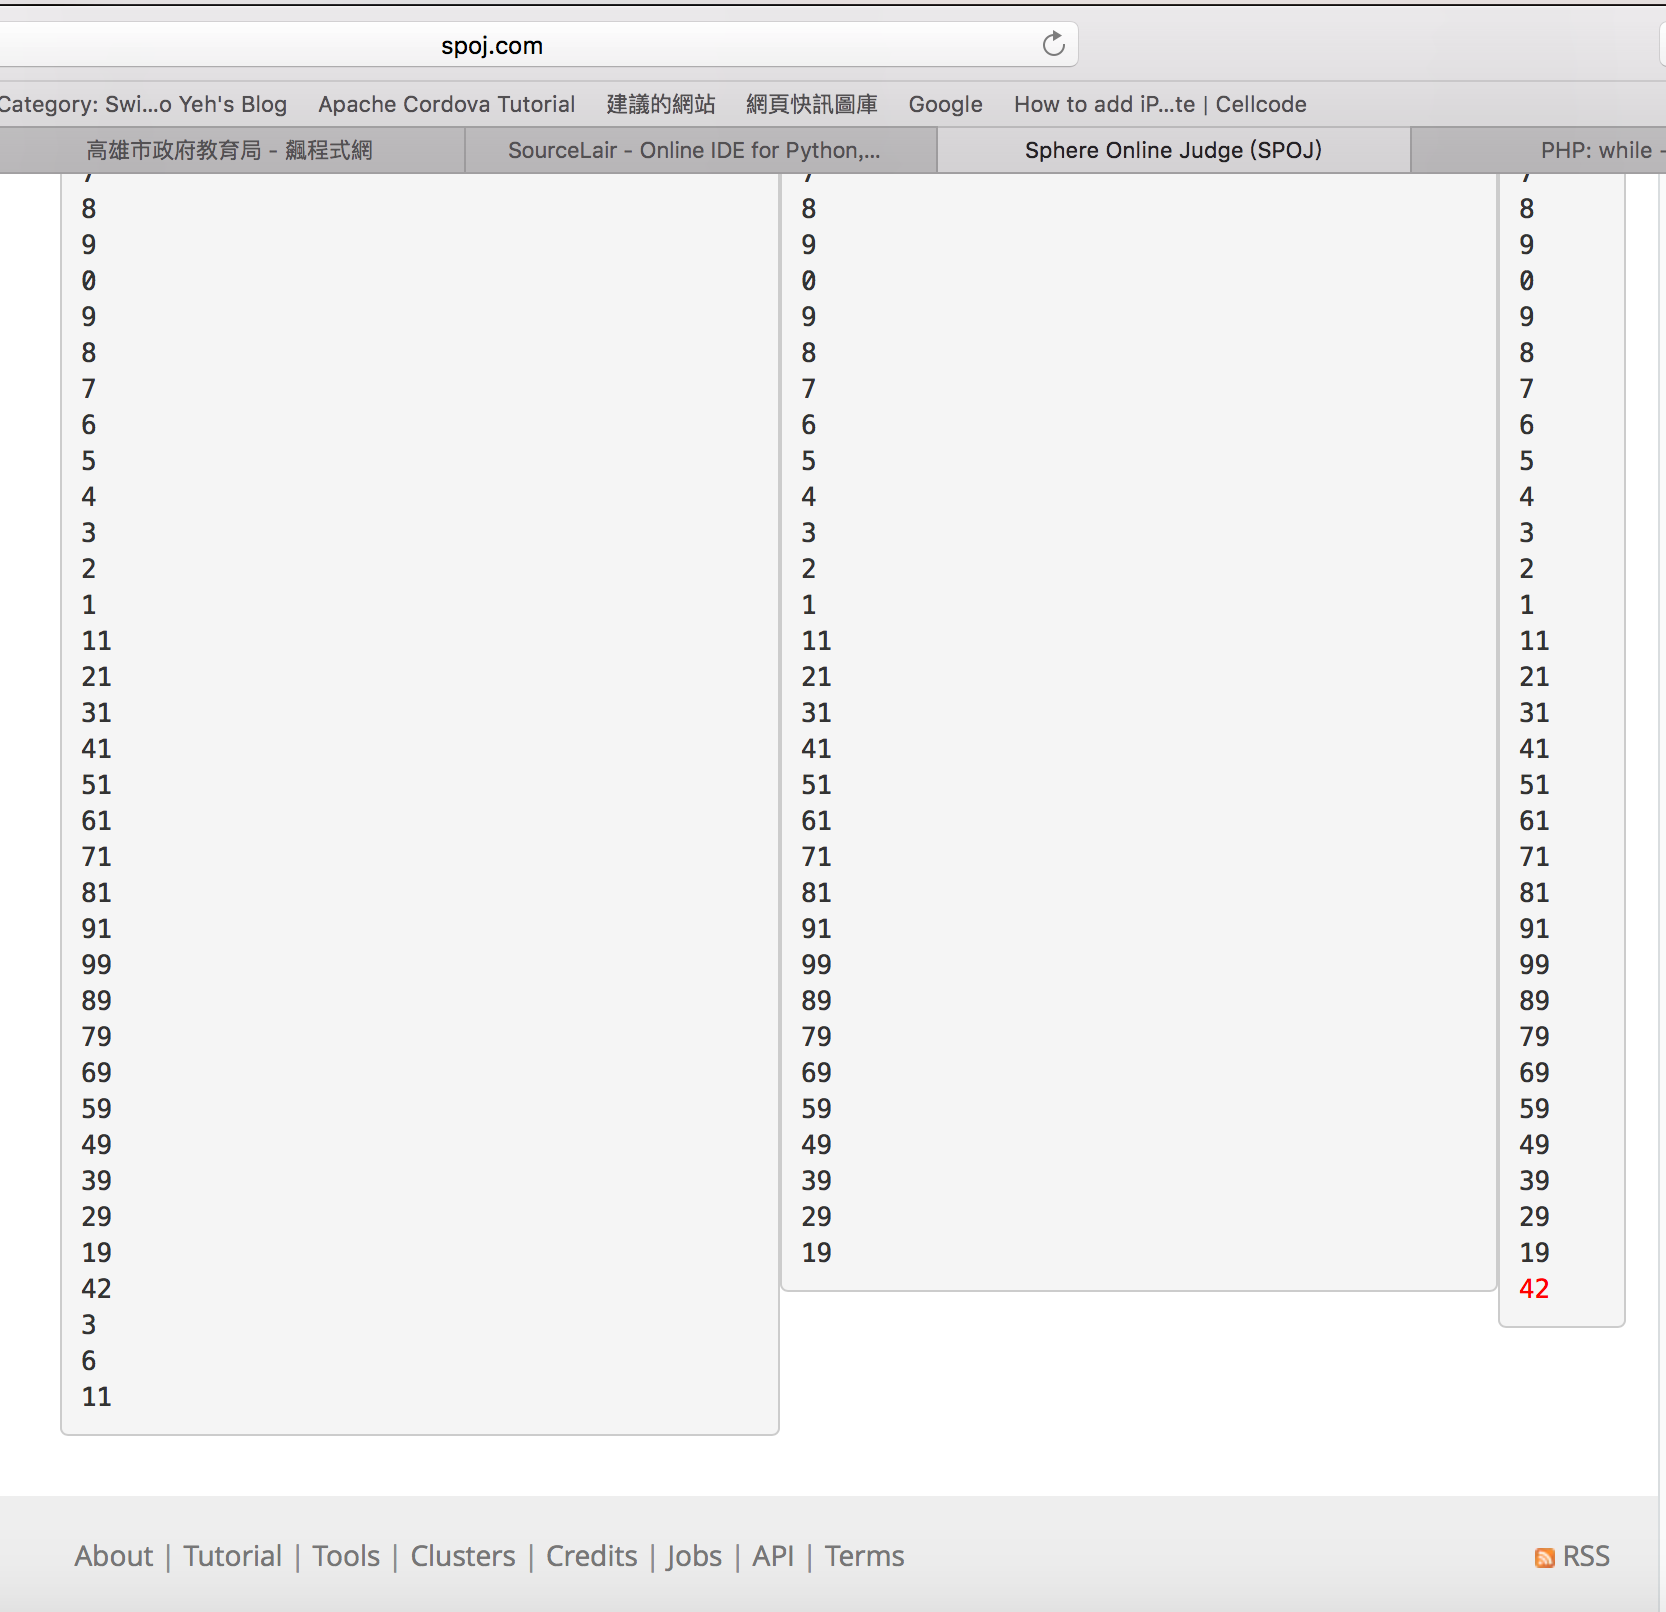 spoj.com
Category: Swi...o Yeh's Blog Apache Cordova Tutorial 建議的網站 網頁快訊圖庫 Google How to add iP...te | Cellcode
高雄市政府教育局 - 飆程式網 SourceLair - Online IDE for Python,... Sphere Online Judge (SPOJ) PHP: while -
7 7 7
8 8 8
9 9 9
0 0 0
9 9 9
8 8 8
7 7 7
6 6 6
5 5 5
4 4 4
3 3 3
2 2 2
1 1 1
11 11 11
21 21 21
31 31 31
41 41 41
51 51 51
61 61 61
71 71 71
81 81 81
91 91 91
99 99 99
89 89 89
79 79 79
69 69 69
59 59 59
49 49 49
39 39 39
29 29 29
19 19 19
42 42
3
6
11
About | Tutorial | Tools | Clusters | Credits | Jobs | API | Terms RSS